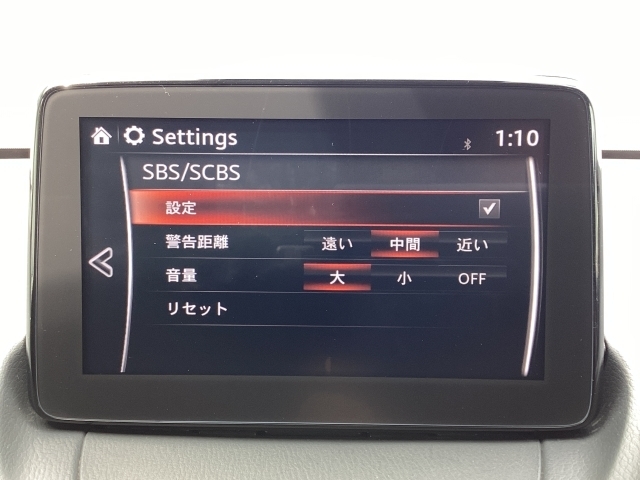 Settings 1:10
SBS/SCBS
設定
警告距離 遠い 中間 近い
音量 大 小 OFF
リセット